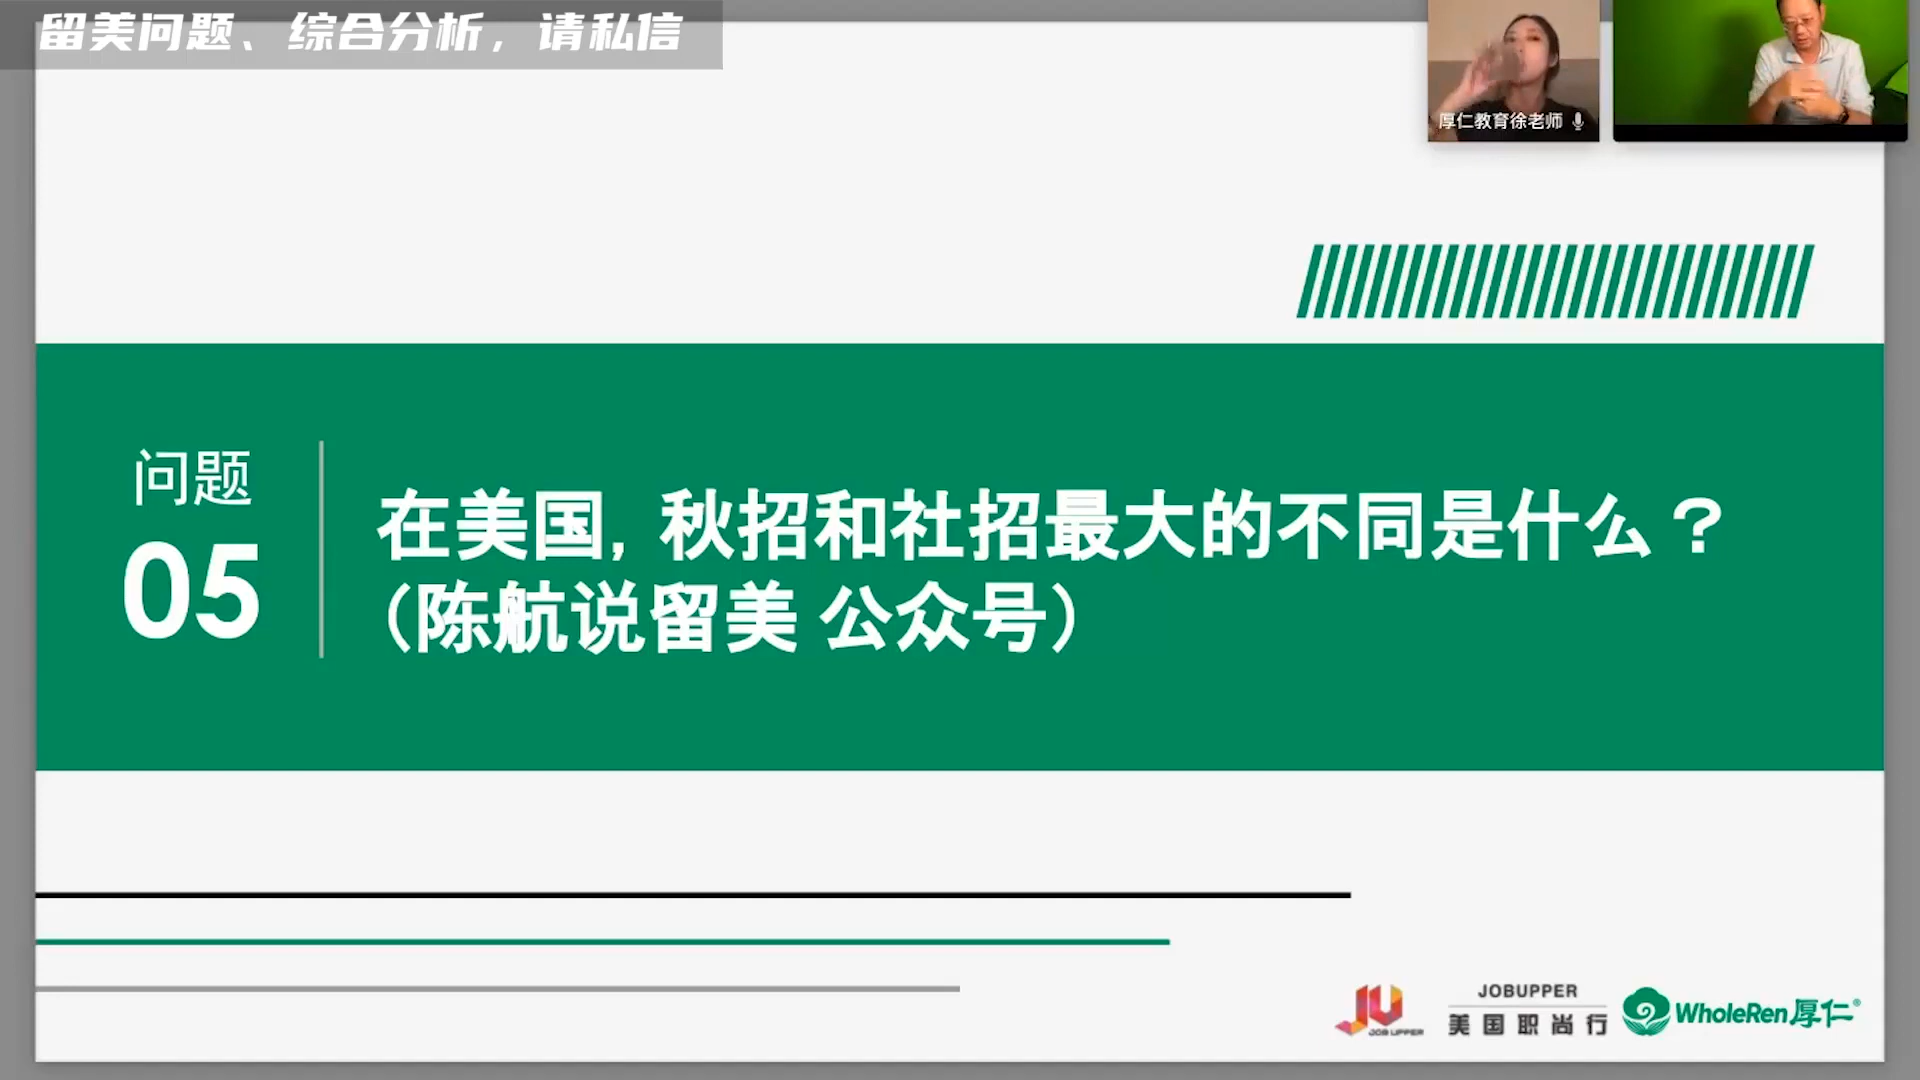 留美问题、综合分析，请私信
厚仁教育徐老师
问题
05
在美国，秋招和社招最大的不同是什么？
（陈航说留美 公众号）
JU
JOB UPPER
JOBUPPER
美国职尚行
WholeRen厚仁®